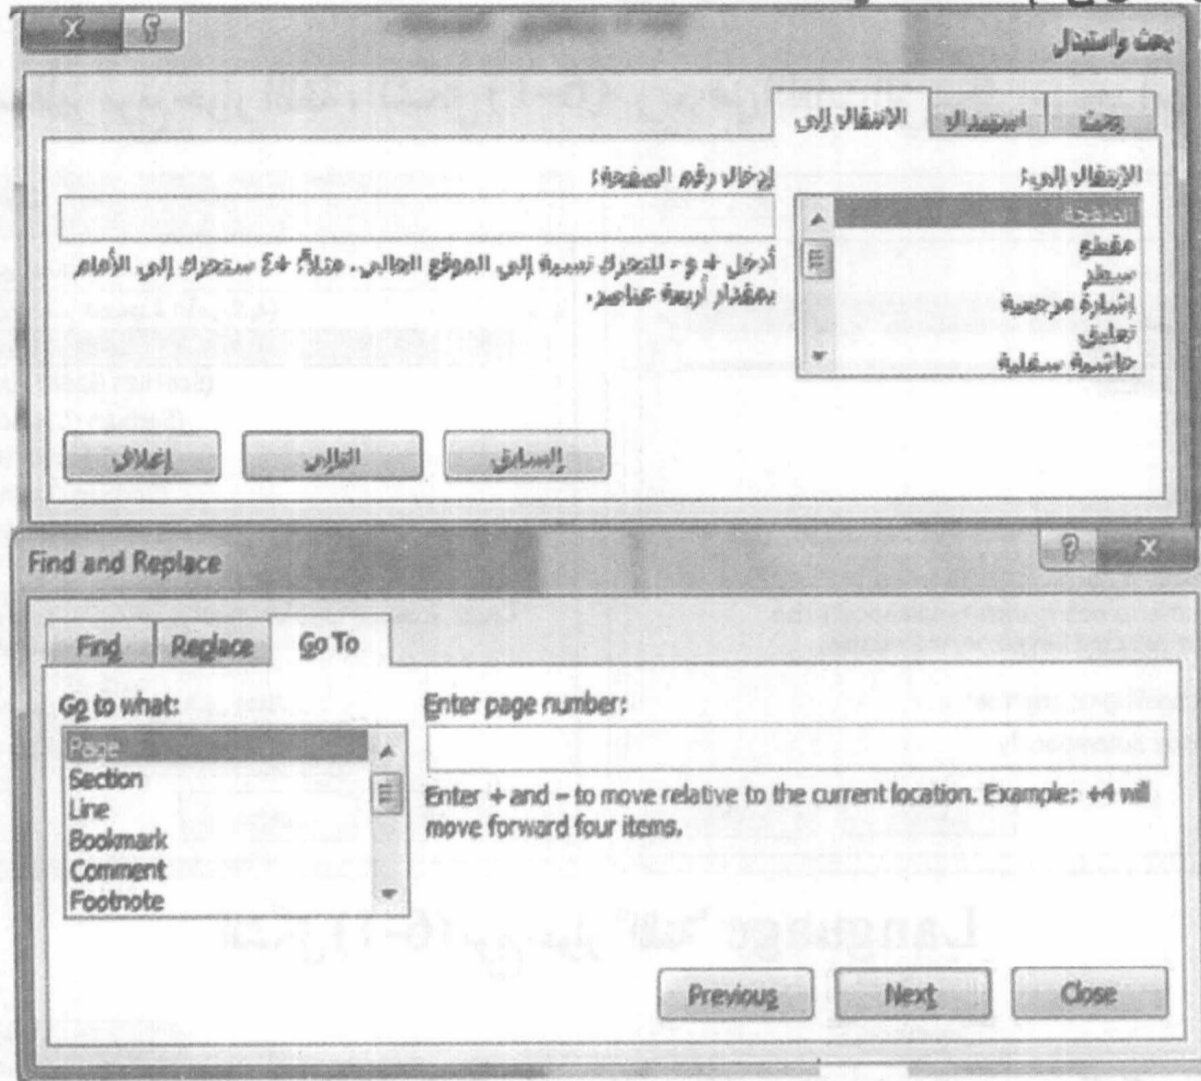 بحث واستبدال
بحث استبدال الانتقال إلى
الانتقال إلى:
إدخال رقم الصفحة:
الصفحة
مقطع
سطر
إشارة مرجعية
تعليق
حاشية سفلية
أدخل + و - للتحرك نسبة إلى الموقع الحالي. مثلاً: +٤ ستحرك إلى الأمام
بمقدار أربعة عناصر.
السابق التالي إغلاق
Find and Replace
Find Replace Go To
Go to what:
Enter page number:
Page
Section
Line
Bookmark
Comment
Footnote
Enter + and – to move relative to the current location. Example: +4 will
move forward four items.
Previous Next Close